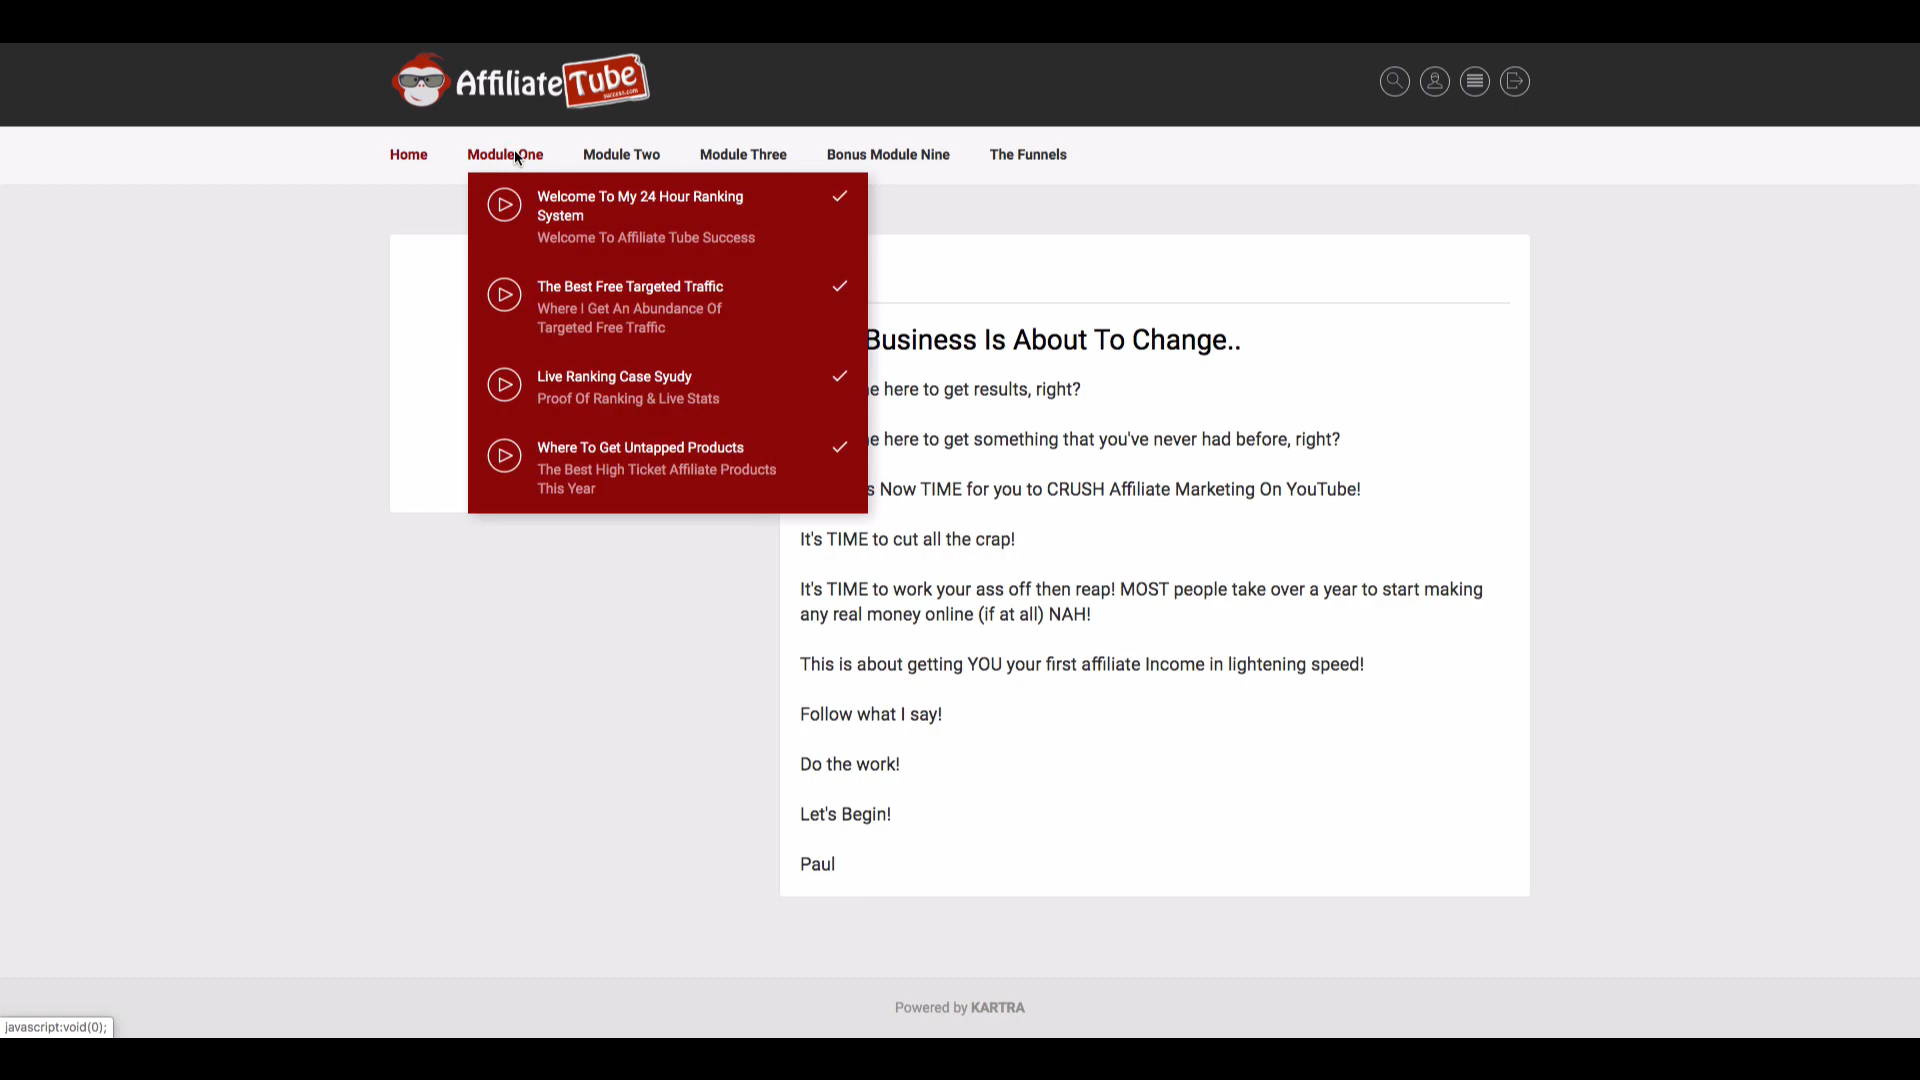 AffiliateTube
success.com
Home
Module One
Module Two
Module Three
Bonus Module Nine
The Funnels
Welcome To My 24 Hour Ranking
System
Welcome To Affiliate Tube Success
The Best Free Targeted Traffic
Where I Get An Abundance Of
Targeted Free Traffic
Live Ranking Case Syudy
Proof Of Ranking & Live Stats
Where To Get Untapped Products
The Best High Ticket Affiliate Products
This Year
Business Is About To Change..
e here to get results, right?
e here to get something that you've never had before, right?
s Now TIME for you to CRUSH Affiliate Marketing On YouTube!
It's TIME to cut all the crap!
It's TIME to work your ass off then reap! MOST people take over a year to start making
any real money online (if at all) NAH!
This is about getting YOU your first affiliate Income in lightening speed!
Follow what I say!
Do the work!
Let's Begin!
Paul
Powered by KARTRA
javascript:void(0);